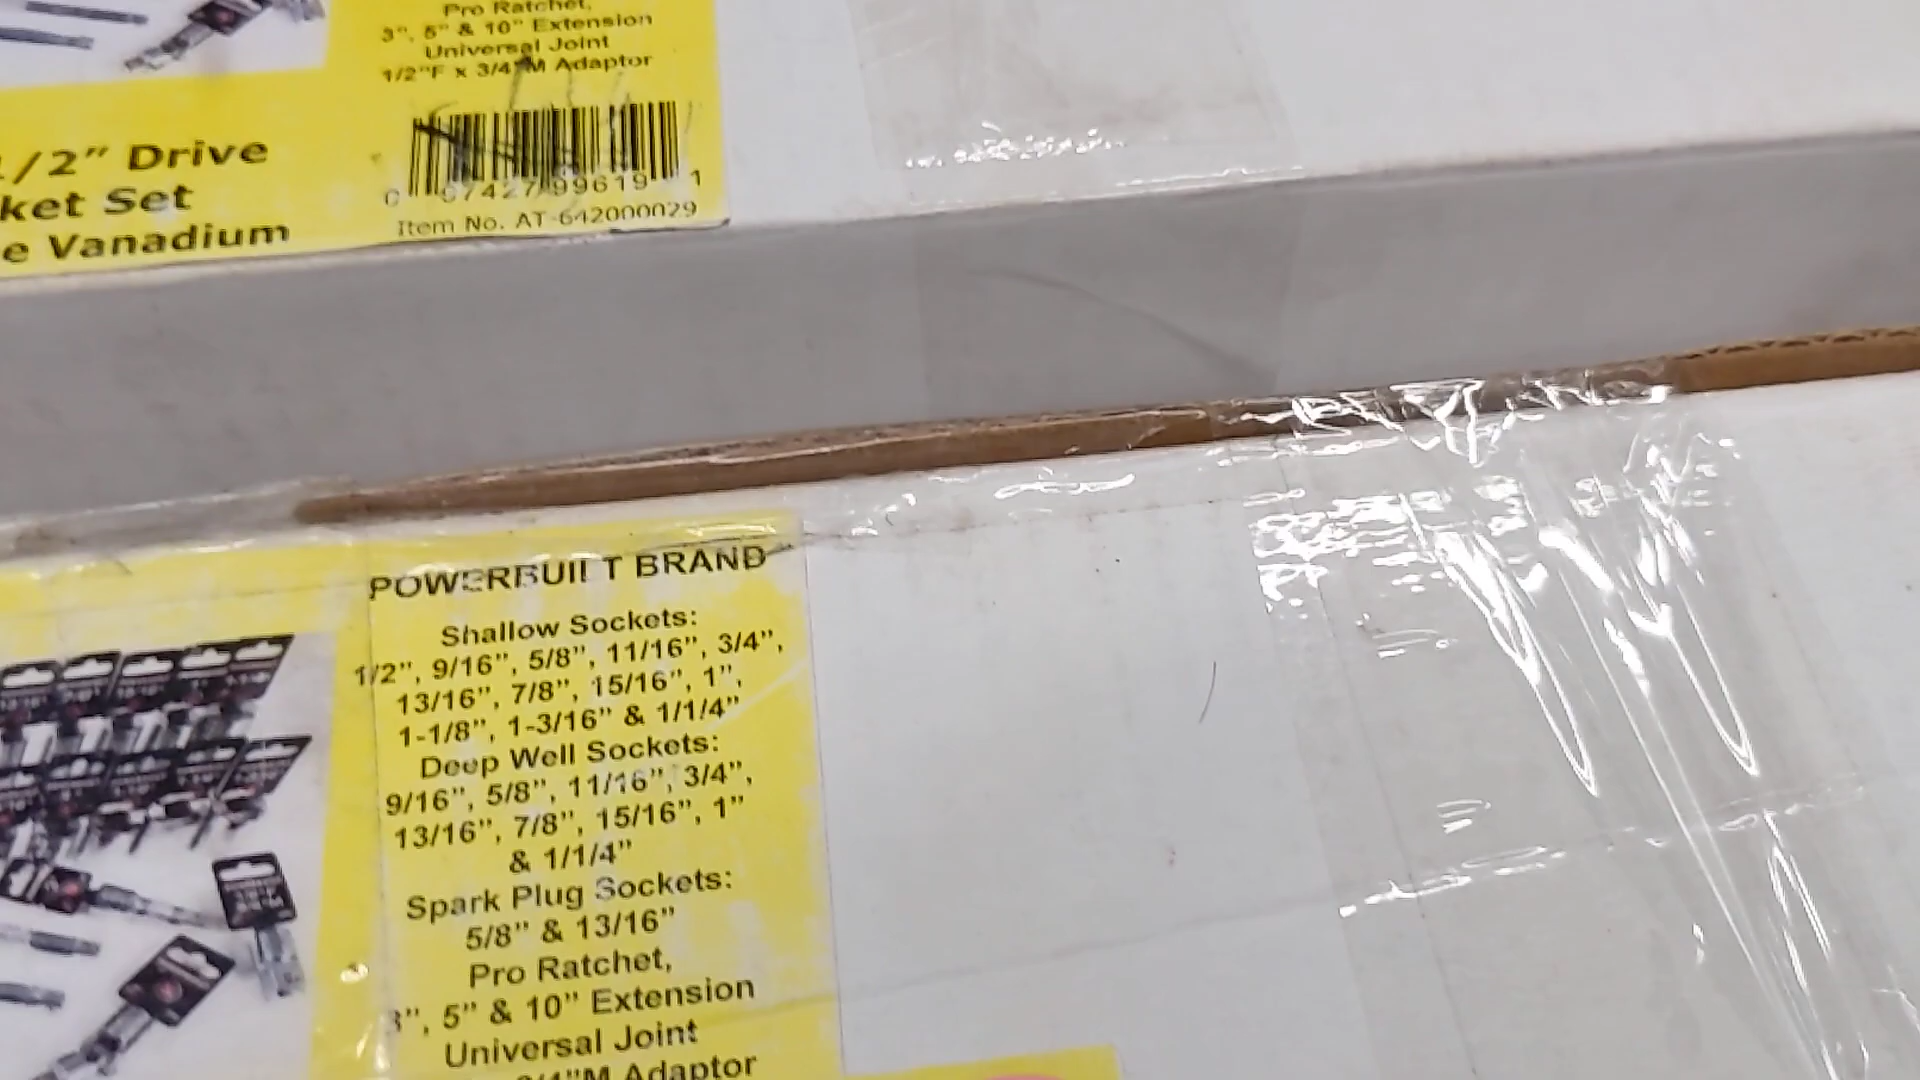 Pro Ratchet,
3", 5" & 10" Extension
Universal Joint
1/2"F x 3/4"M Adaptor
1/2" Drive
ket Set
e Vanadium
67427 99619 1
Item No. AT-642000029
POWERBUILT BRAND
Shallow Sockets:
1/2", 9/16", 5/8", 11/16", 3/4",
13/16", 7/8", 15/16", 1",
1-1/8", 1-3/16" & 1/1/4"
Deep Well Sockets:
9/16", 5/8", 11/16", 3/4",
13/16", 7/8", 15/16", 1"
& 1/1/4"
Spark Plug Sockets:
5/8" & 13/16"
Pro Ratchet,
3", 5" & 10" Extension
Universal Joint
3/4"M Adaptor